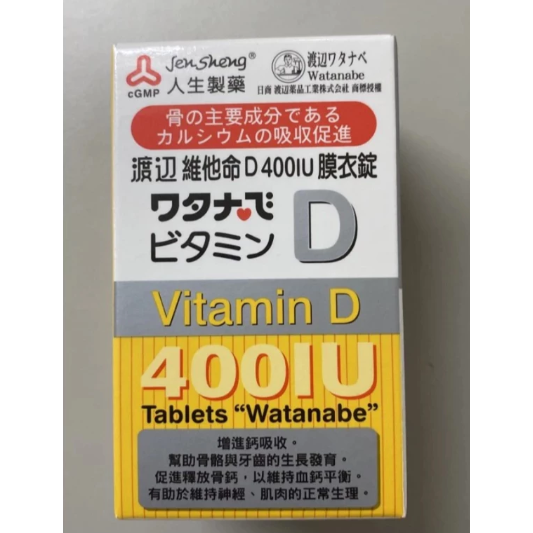 Jen Sheng®
cGMP 人生製藥
渡辺ワタナベ
Watanabe
日商 渡辺薬品工業株式会社 商標授權
骨の主要成分である
カルシウムの吸収促進
渡辺 維他命D400IU膜衣錠
ワタナベ
ビタミン D
Vitamin D
400IU
Tablets “Watanabe”
增進鈣吸收。
幫助骨骼與牙齒的生長發育。
促進釋放骨鈣,以維持血鈣平衡。
有助於維持神經、肌肉的正常生理。